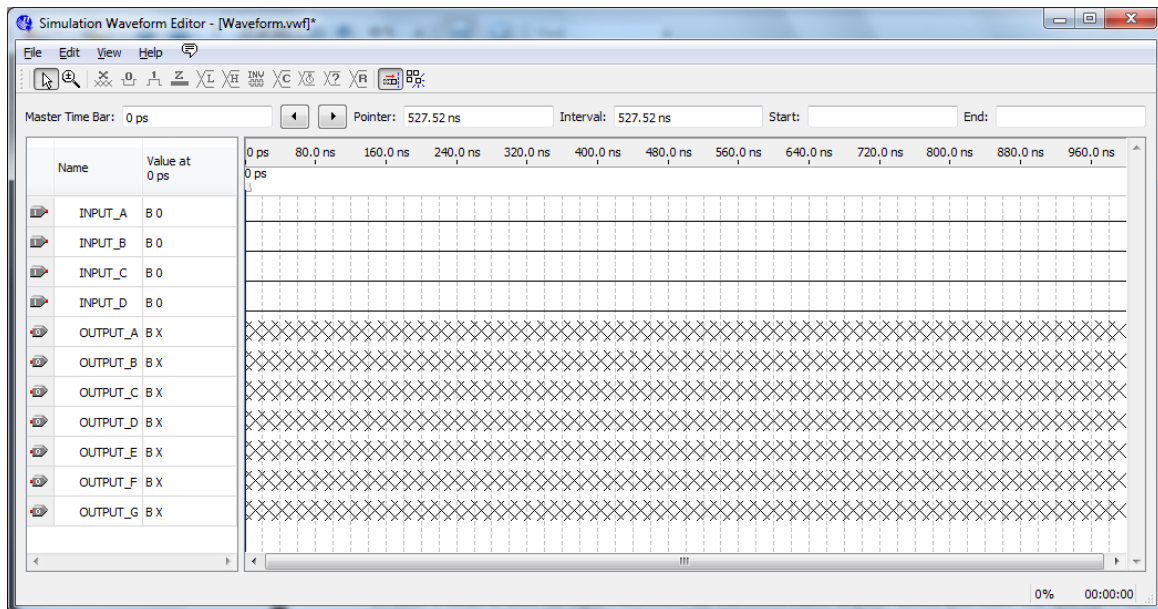 Simulation Waveform Editor - [Waveform.vwf]*
File Edit View Help
Master Time Bar: 0 ps Pointer: 527.52 ns Interval: 527.52 ns Start: End:
Name Value at 0 ps
0 ps 80.0 ns 160.0 ns 240.0 ns 320.0 ns 400.0 ns 480.0 ns 560.0 ns 640.0 ns 720.0 ns 800.0 ns 880.0 ns 960.0 ns
0 ps
INPUT_A B 0
INPUT_B B 0
INPUT_C B 0
INPUT_D B 0
OUTPUT_A B X
OUTPUT_B B X
OUTPUT_C B X
OUTPUT_D B X
OUTPUT_E B X
OUTPUT_F B X
OUTPUT_G B X
0% 00:00:00